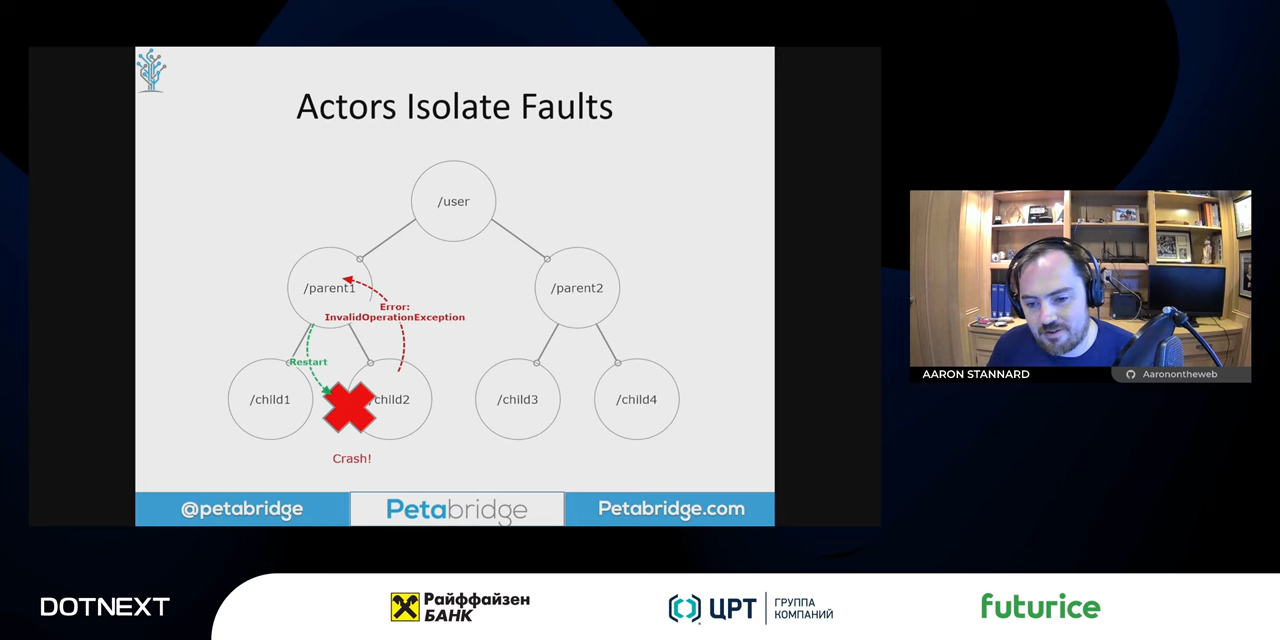 Actors Isolate Faults
/user
/parent1
/parent2
Error:
InvalidOperationException
Restart
/child1
/child2
/child3
/child4
Crash!
@petabridge
Petabridge
Petabridge.com
AARON STANNARD
Aaronontheweb
DOTNEXT
Райффайзен
БАНК
ЦРТ
ГРУППА
КОМПАНИЙ
futurice